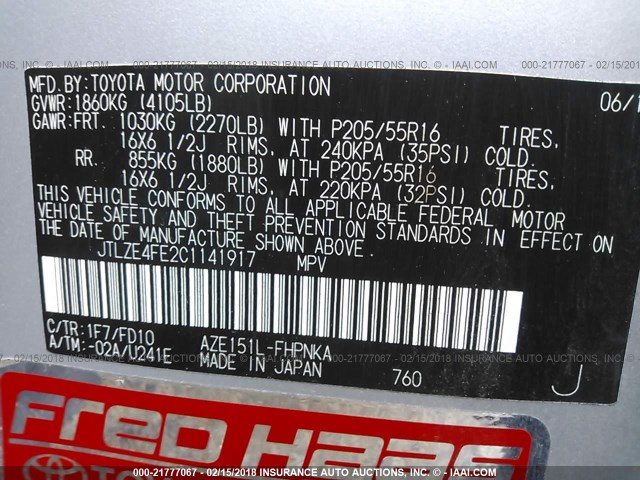 000-21777067 - 02/15/2018 INSURANCE AUTO AUCTIONS. - © - IAAI.COM
MFD.BY:TOYOTA MOTOR CORPORATION 06/1
GVWR:1860KG (4105LB)
GAWR:FRT. 1030KG (2270LB) WITH P205/55R16 TIRES,
16X6 1/2J RIMS, AT 240KPA (35PSI) COLD.
RR. 855KG (1880LB) WITH P205/55R16 TIRES,
16X6 1/2J RIMS, AT 220KPA (32PSI) COLD.
THIS VEHICLE CONFORMS TO ALL APPLICABLE FEDERAL MOTOR
VEHICLE SAFETY AND THEFT PREVENTION STANDARDS IN EFFECT ON
THE DATE OF MANUFACTURE SHOWN ABOVE.
JTLZE4FE2C1141917 MPV
C/TR:1F7/FD10 AZE151L-FHPNKA
A/TM:-02A/U241E MADE IN JAPAN 760 J
FRED HAAS
TOYO
000-21777067 - 02/15/2018 INSURANCE AUTO AUCTIONS. - © - IAAI.COM